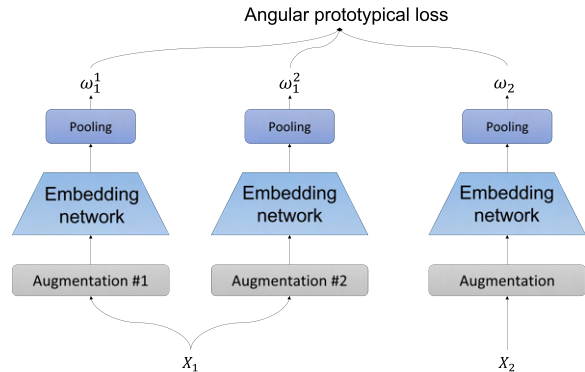 Angular prototypical loss
ω₁¹ ω₁² ω₂
Pooling Pooling Pooling
Embedding network Embedding network Embedding network
Augmentation #1 Augmentation #2 Augmentation
X₁ X₂